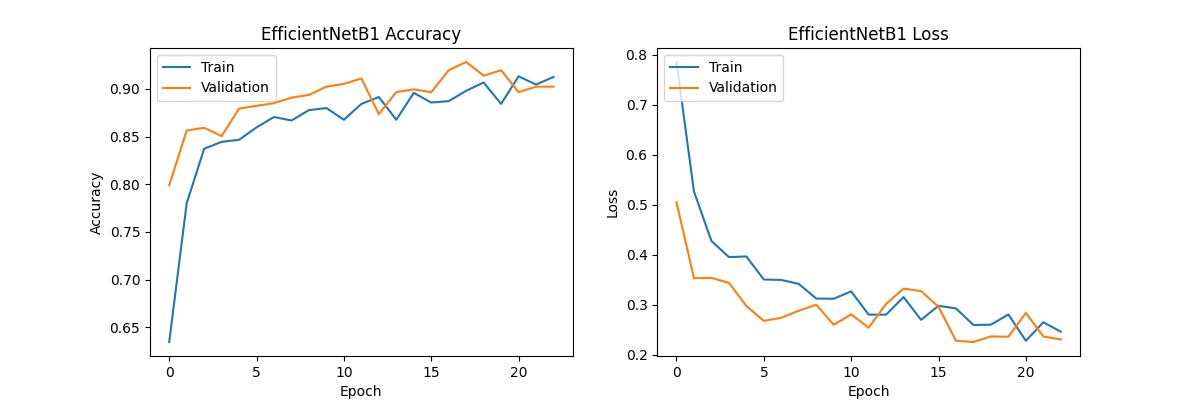 EfficientNetB1 Accuracy
Train
Validation
0.90
0.85
0.80
0.75
0.70
0.65
Accuracy
0
5
10
15
20
Epoch
EfficientNetB1 Loss
Train
Validation
0.8
0.7
0.6
0.5
0.4
0.3
0.2
Loss
0
5
10
15
20
Epoch